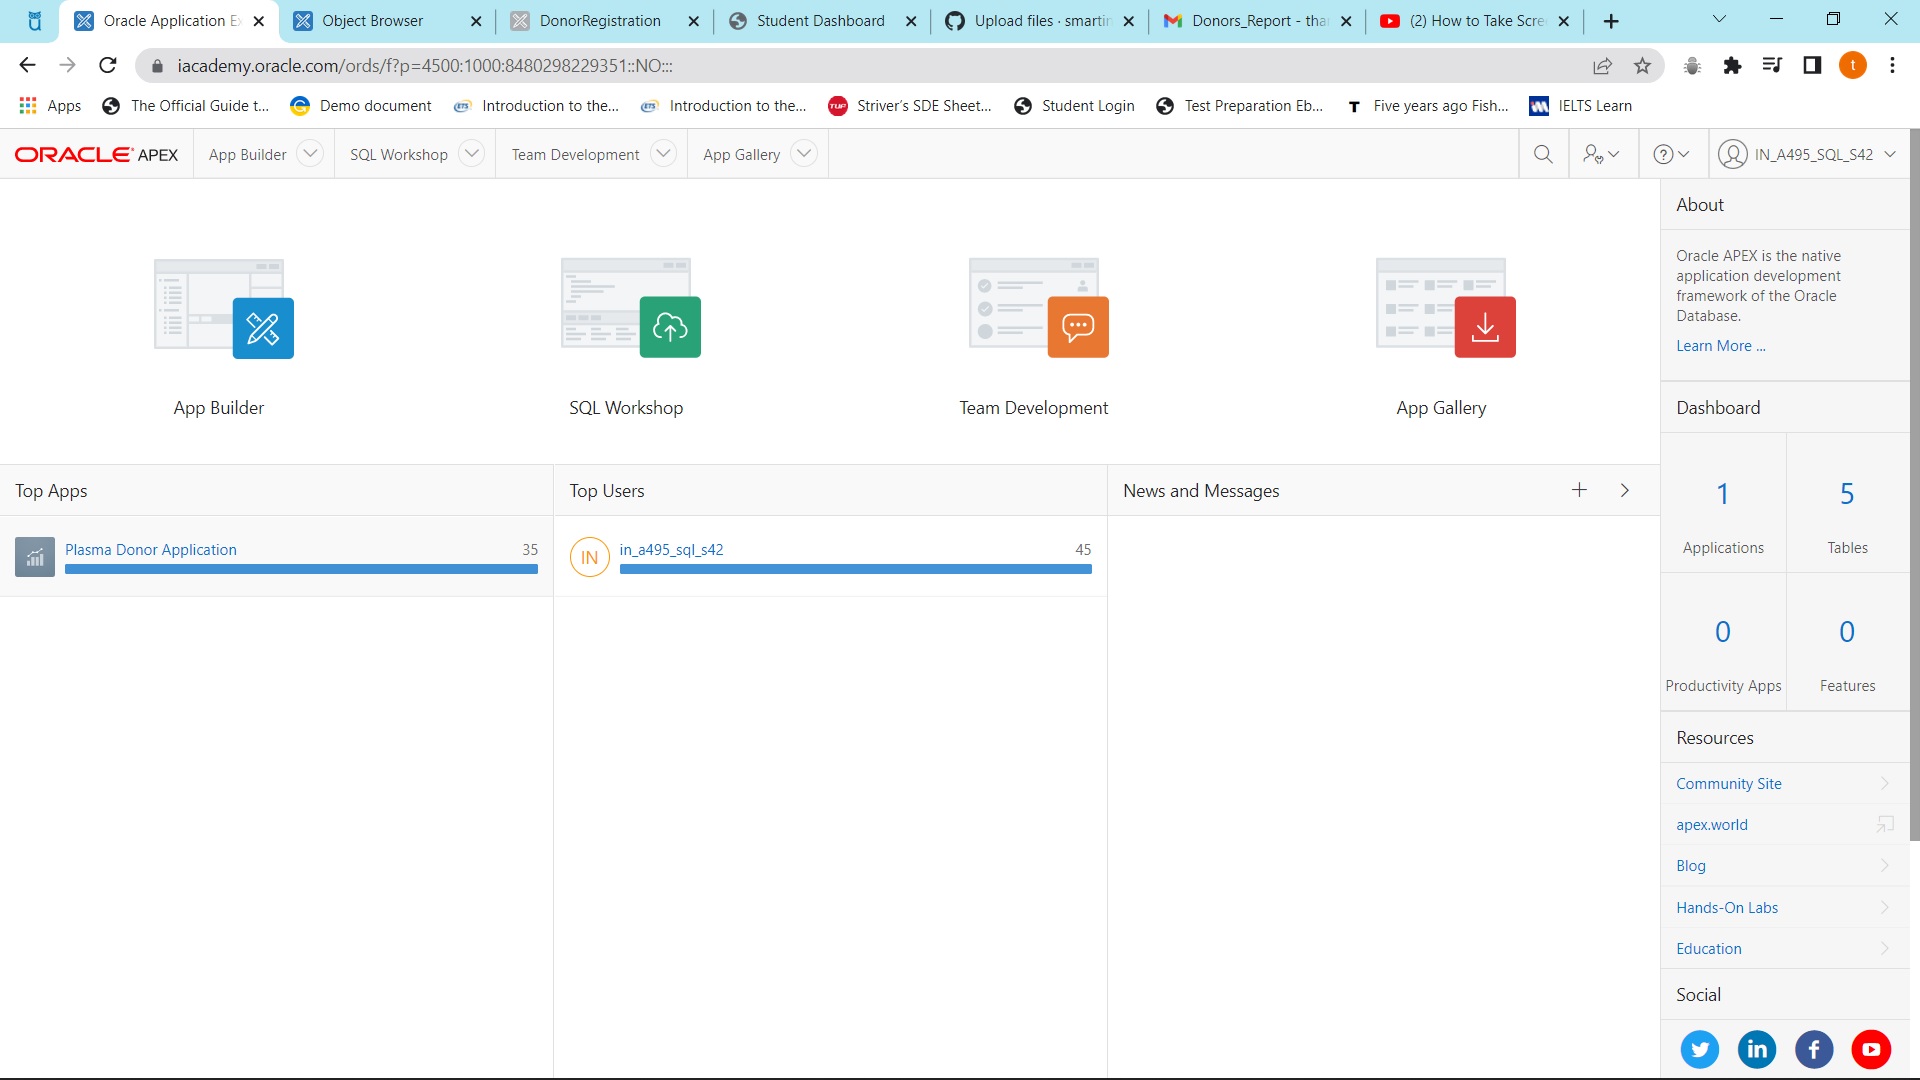 Oracle Application E
Object Browser
DonorRegistration
Student Dashboard
Upload files · smartin
Donors_Report - tha
(2) How to Take Scre
iacademy.oracle.com/ords/f?p=4500:1000:8480298229351::NO:::
t
Apps
The Official Guide t...
Demo document
Introduction to the...
Introduction to the...
TUF
Striver's SDE Sheet...
Student Login
Test Preparation Eb...
T
Five years ago Fish...
IELTS Learn
ORACLE APEX
App Builder
SQL Workshop
Team Development
App Gallery
IN_A495_SQL_S42
App Builder
SQL Workshop
Team Development
App Gallery
Top Apps
Plasma Donor Application
35
Top Users
IN
in_a495_sql_s42
45
News and Messages
About
Oracle APEX is the native
application development
framework of the Oracle
Database.
Learn More ...
Dashboard
1
Applications
5
Tables
0
Productivity Apps
0
Features
Resources
Community Site
apex.world
Blog
Hands-On Labs
Education
Social